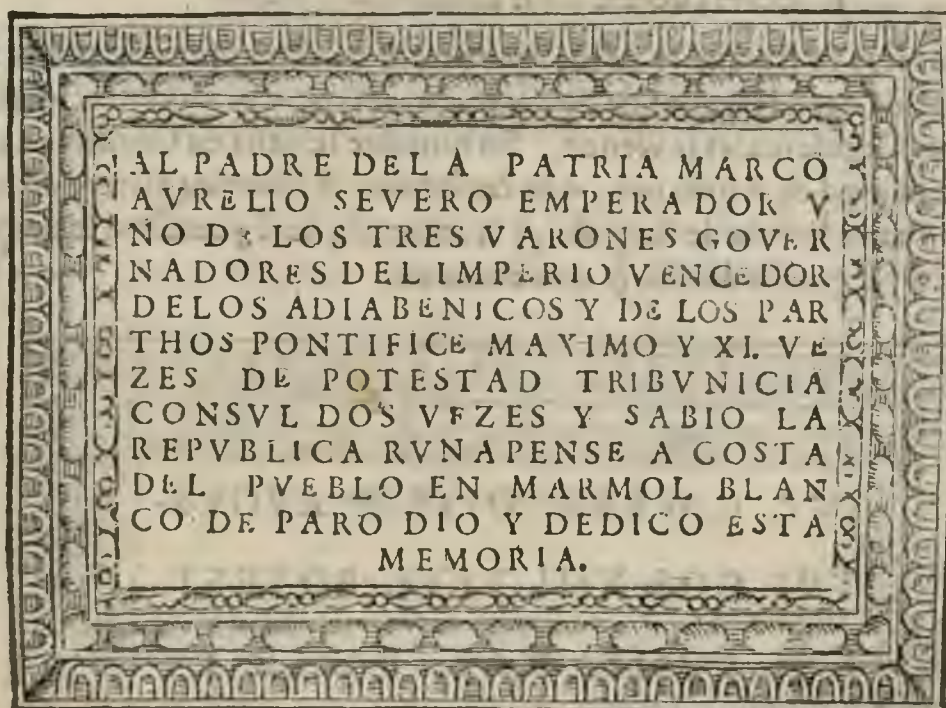 AL PADRE DEL A PATRIA MARCO
AVRELIO SEVERO EMPERADOR V
NO DE LOS TRES VARONES GOVER
NADORES DEL IMPERIO VENCEDOR
DELOS ADIABENICOS Y DE LOS PAR
THOS PONTIFICE MAVIMO Y XI. VE
ZES DE POTESTAD TRIBVNICIA
CONSVL DOS VEZES Y SABIO LA
REPVBLICA RVNAPENSE A COSTA
DEL PVEBLO EN MARMOL BLAN
CO DE PARO DIO Y DEDICO ESTA
MEMORIA.